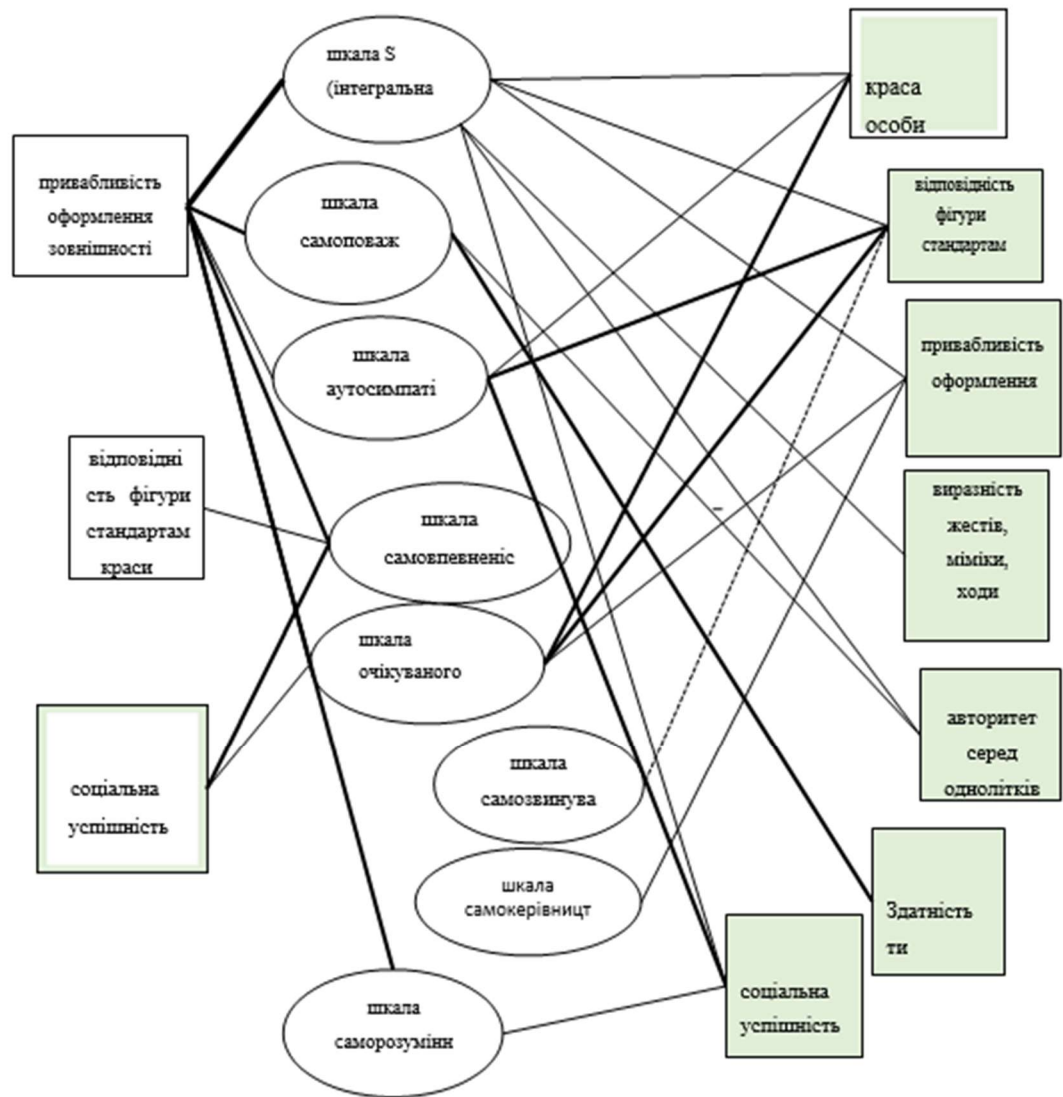 шкала S
(інтегральна
краса
особи
привабливість
оформлення
зовнішності
шкала
самоповаж
відповідність
фігури
стандартам
шкала
аутосимпаті
привабливість
оформлення
відповідні
сть фігури
стандартам
краси
шкала
самовпевненіс
виразність
жестів,
міміки,
ходи
шкала
очікуваного
соціальна
успішність
шкала
самозвинува
авторитет
серед
однолітків
шкала
самокерівницт
Здатність
ти
шкала
саморозумінн
соціальна
успішність